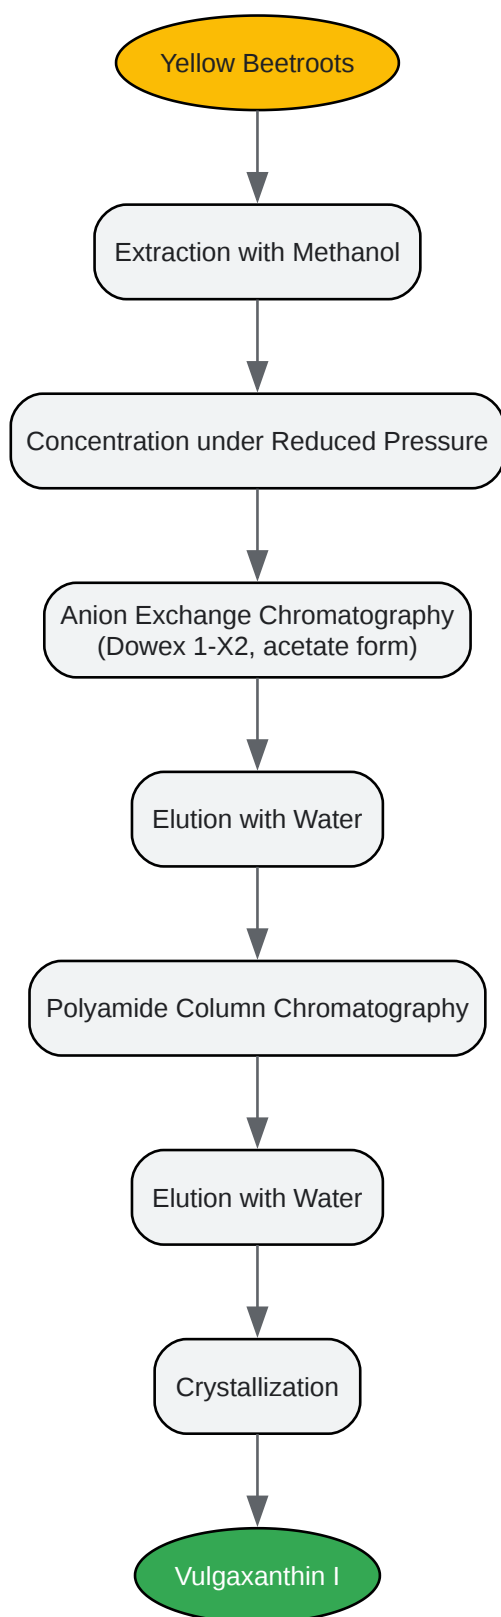 Yellow Beetroots
Extraction with Methanol
Concentration under Reduced Pressure
Anion Exchange Chromatography
(Dowex 1-X2, acetate form)
Elution with Water
Polyamide Column Chromatography
Elution with Water
Crystallization
Vulgaxanthin I